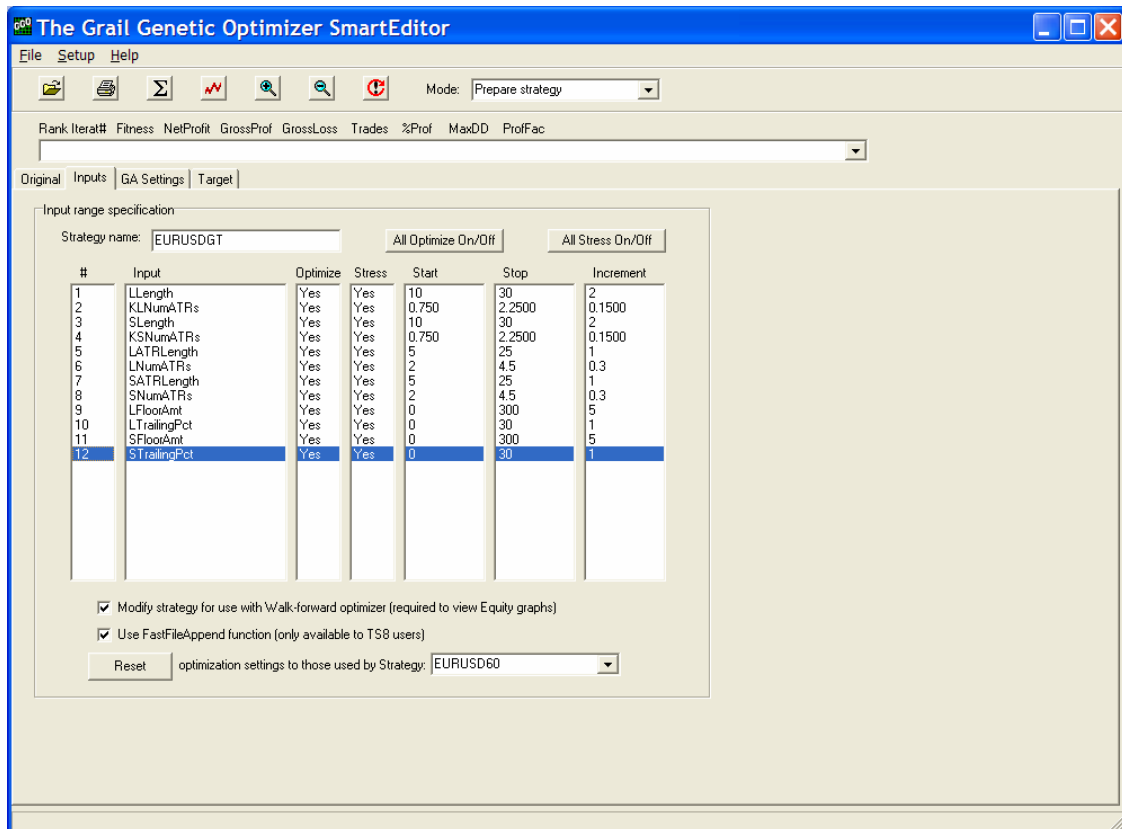 The Grail Genetic Optimizer SmartEditor
File Setup Help
Mode: Prepare strategy
Rank Iterat# Fitness NetProfit GrossProf GrossLoss Trades %Prof MaxDD ProfFac
Original Inputs GA Settings Target
Input range specification
Strategy name: EURUSDGT All Optimize On/Off All Stress On/Off
# Input Optimize Stress Start Stop Increment
1 LLength Yes Yes 10 30 2
2 KLNumATRs Yes Yes 0.750 2.2500 0.1500
3 SLength Yes Yes 10 30 2
4 KSNumATRs Yes Yes 0.750 2.2500 0.1500
5 LATRLength Yes Yes 5 25 1
6 LNumATRs Yes Yes 2 4.5 0.3
7 SATRLength Yes Yes 5 25 1
8 SNumATRs Yes Yes 2 4.5 0.3
9 LFloorAmt Yes Yes 0 300 5
10 LTrailingPct Yes Yes 0 30 1
11 SFloorAmt Yes Yes 0 300 5
12 STrailingPct Yes Yes 0 30 1
Modify strategy for use with Walk-forward optimizer (required to view Equity graphs)
Use FastFileAppend function (only available to TS8 users)
Reset optimization settings to those used by Strategy: EURUSD60